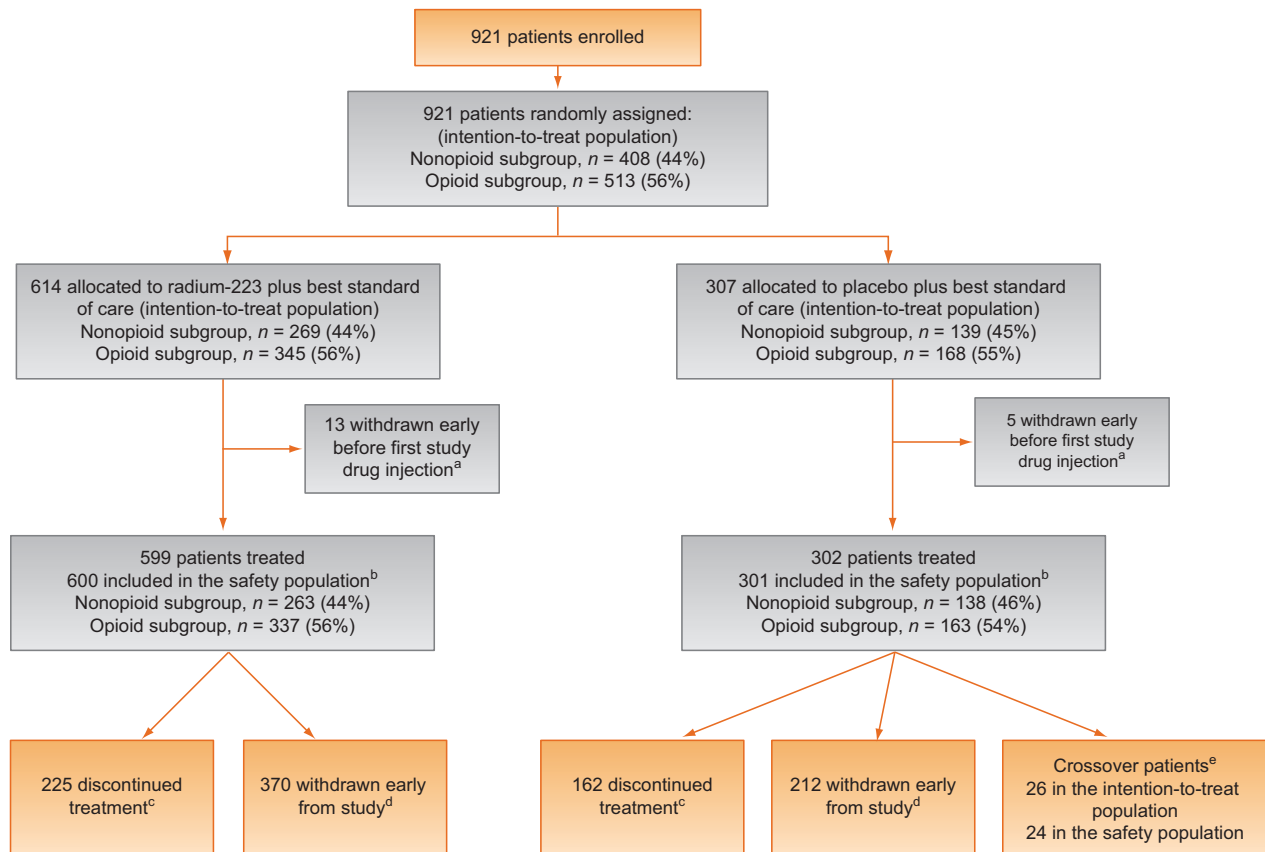 921 patients enrolled
921 patients randomly assigned:
(intention-to-treat population)
Nonopioid subgroup, n = 408 (44%)
Opioid subgroup, n = 513 (56%)
614 allocated to radium-223 plus best standard
of care (intention-to-treat population)
Nonopioid subgroup, n = 269 (44%)
Opioid subgroup, n = 345 (56%)
307 allocated to placebo plus best standard
of care (intention-to-treat population)
Nonopioid subgroup, n = 139 (45%)
Opioid subgroup, n = 168 (55%)
13 withdrawn early
before first study
drug injectionᵃ
5 withdrawn early
before first study
drug injectionᵃ
599 patients treated
600 included in the safety populationᵇ
Nonopioid subgroup, n = 263 (44%)
Opioid subgroup, n = 337 (56%)
302 patients treated
301 included in the safety populationᵇ
Nonopioid subgroup, n = 138 (46%)
Opioid subgroup, n = 163 (54%)
225 discontinued
treatmentᶜ
370 withdrawn early
from studyᵈ
162 discontinued
treatmentᶜ
212 withdrawn early
from studyᵈ
Crossover patientsᵉ
26 in the intention-to-treat
population
24 in the safety population